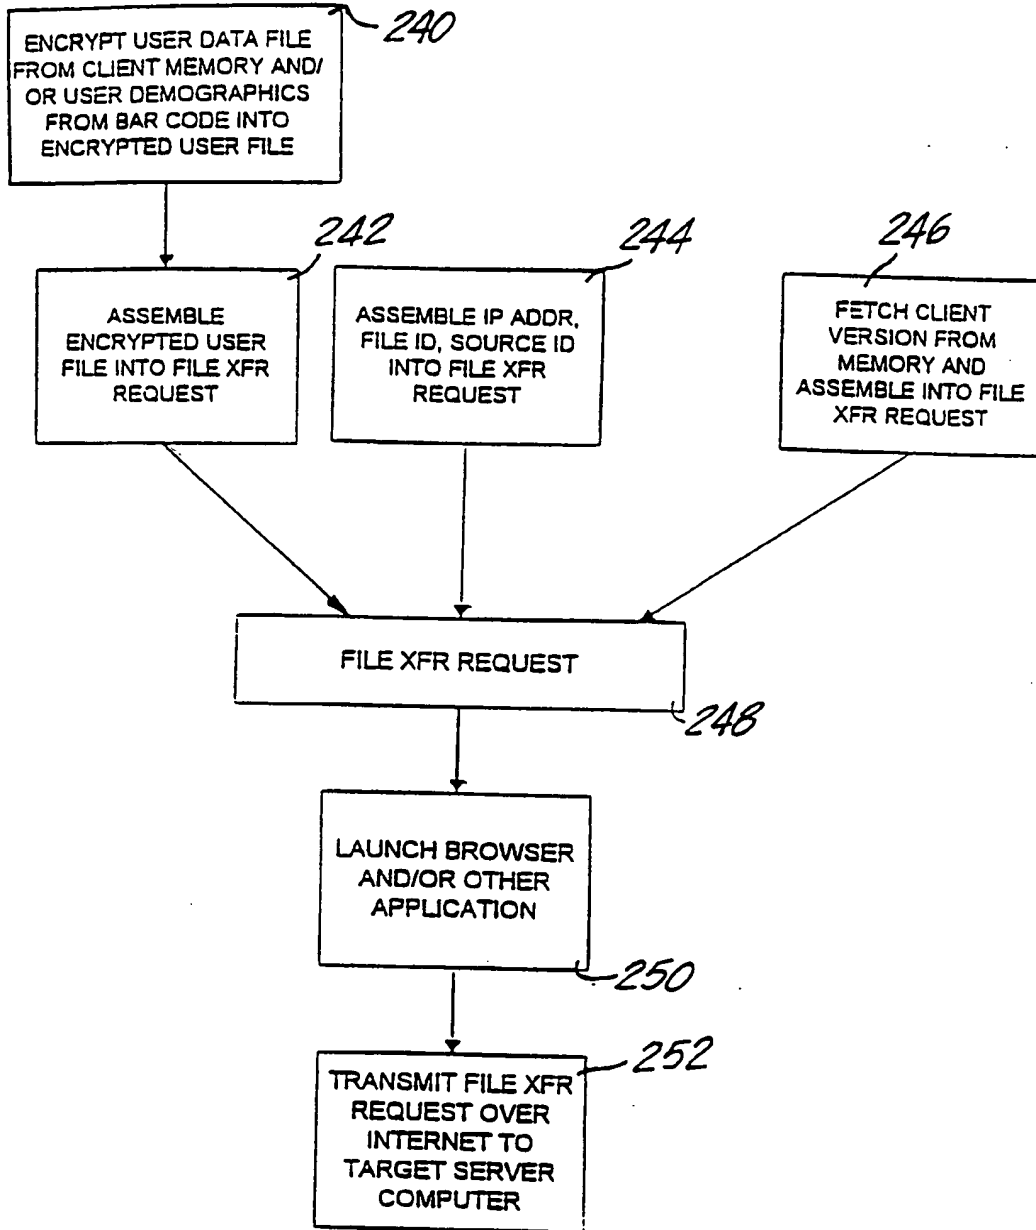 240
ENCRYPT USER DATA FILE
FROM CLIENT MEMORY AND/
OR USER DEMOGRAPHICS
FROM BAR CODE INTO
ENCRYPTED USER FILE
242
ASSEMBLE
ENCRYPTED USER
FILE INTO FILE XFR
REQUEST
244
ASSEMBLE IP ADDR,
FILE ID, SOURCE ID
INTO FILE XFR
REQUEST
246
FETCH CLIENT
VERSION FROM
MEMORY AND
ASSEMBLE INTO FILE
XFR REQUEST
FILE XFR REQUEST
248
LAUNCH BROWSER
AND/OR OTHER
APPLICATION
250
252
TRANSMIT FILE XFR
REQUEST OVER
INTERNET TO
TARGET SERVER
COMPUTER